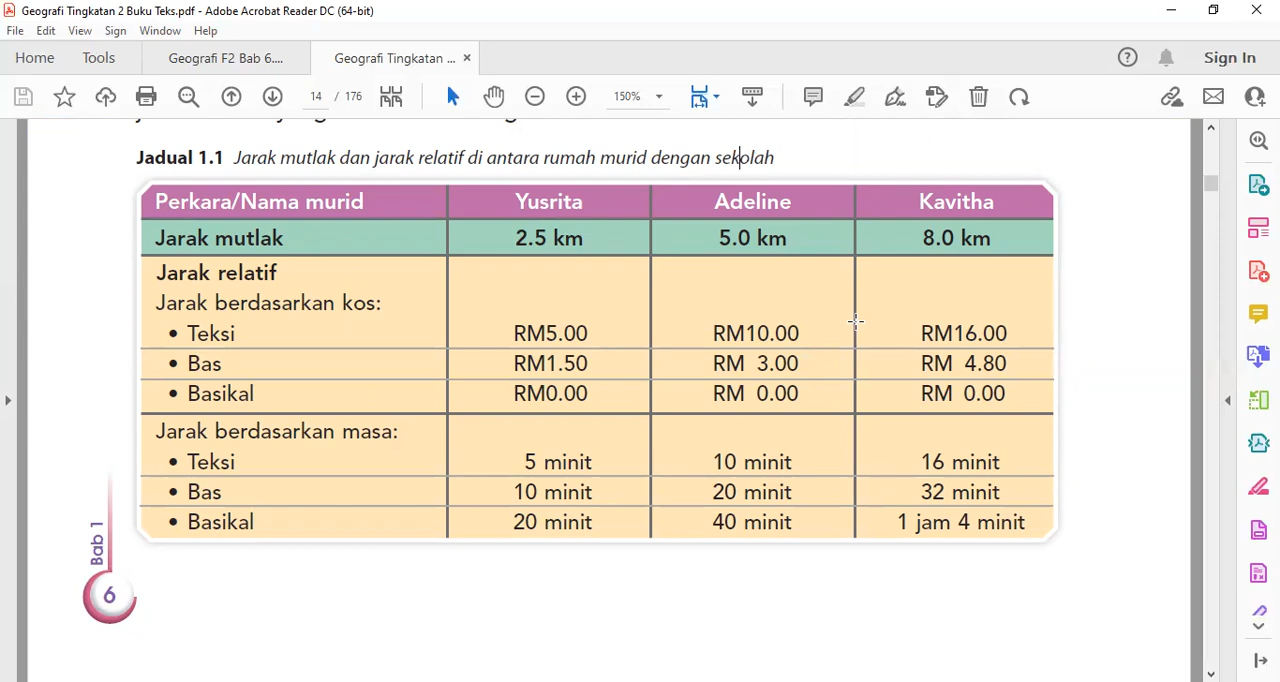 Geografi Tingkatan 2 Buku Teks.pdf - Adobe Acrobat Reader DC (64-bit)
File Edit View Sign Window Help
Home Tools Geografi F2 Bab 6.... Geografi Tingkatan ... × Sign In
14 / 176 150%
Jadual 1.1 Jarak mutlak dan jarak relatif di antara rumah murid dengan sekolah
Perkara/Nama murid Yusrita Adeline Kavitha
Jarak mutlak 2.5 km 5.0 km 8.0 km
Jarak relatif
Jarak berdasarkan kos:
• Teksi RM5.00 RM10.00 RM16.00
• Bas RM1.50 RM 3.00 RM 4.80
• Basikal RM0.00 RM 0.00 RM 0.00
Jarak berdasarkan masa:
• Teksi 5 minit 10 minit 16 minit
• Bas 10 minit 20 minit 32 minit
• Basikal 20 minit 40 minit 1 jam 4 minit
Bab 1
6